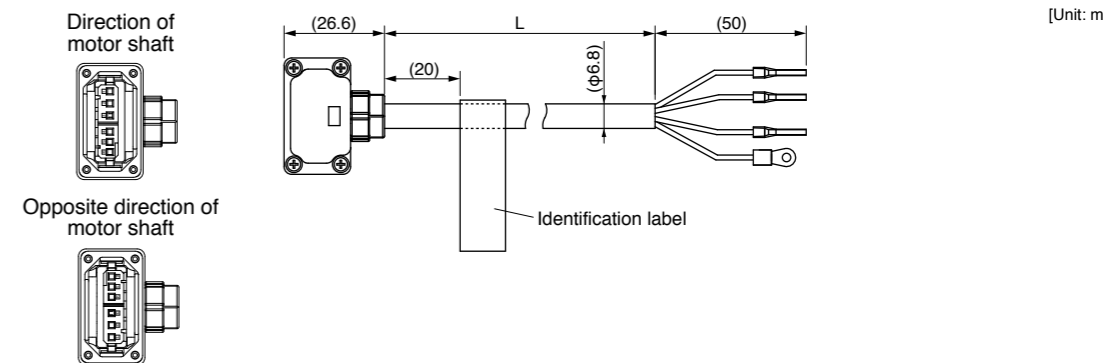 Direction of
motor shaft
(26.6)
L
(50)
[Unit: m
(20)
(ϕ6.8)
Opposite direction of
motor shaft
Identification label